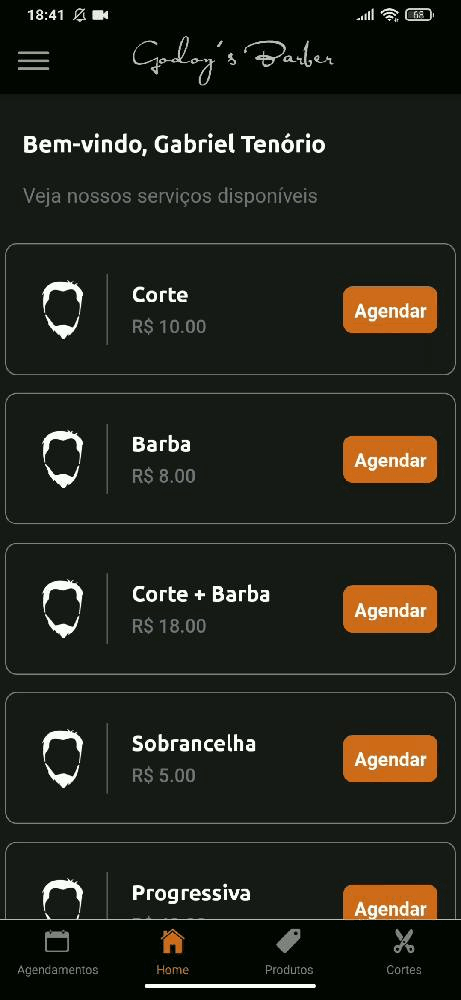 18:41
68
Godoy's Barber
Bem-vindo, Gabriel Tenório
Veja nossos serviços disponíveis
Corte
R$ 10.00
Agendar
Barba
R$ 8.00
Agendar
Corte + Barba
R$ 18.00
Agendar
Sobrancelha
R$ 5.00
Agendar
Progressiva
Agendar
Agendamentos
Home
Produtos
Cortes